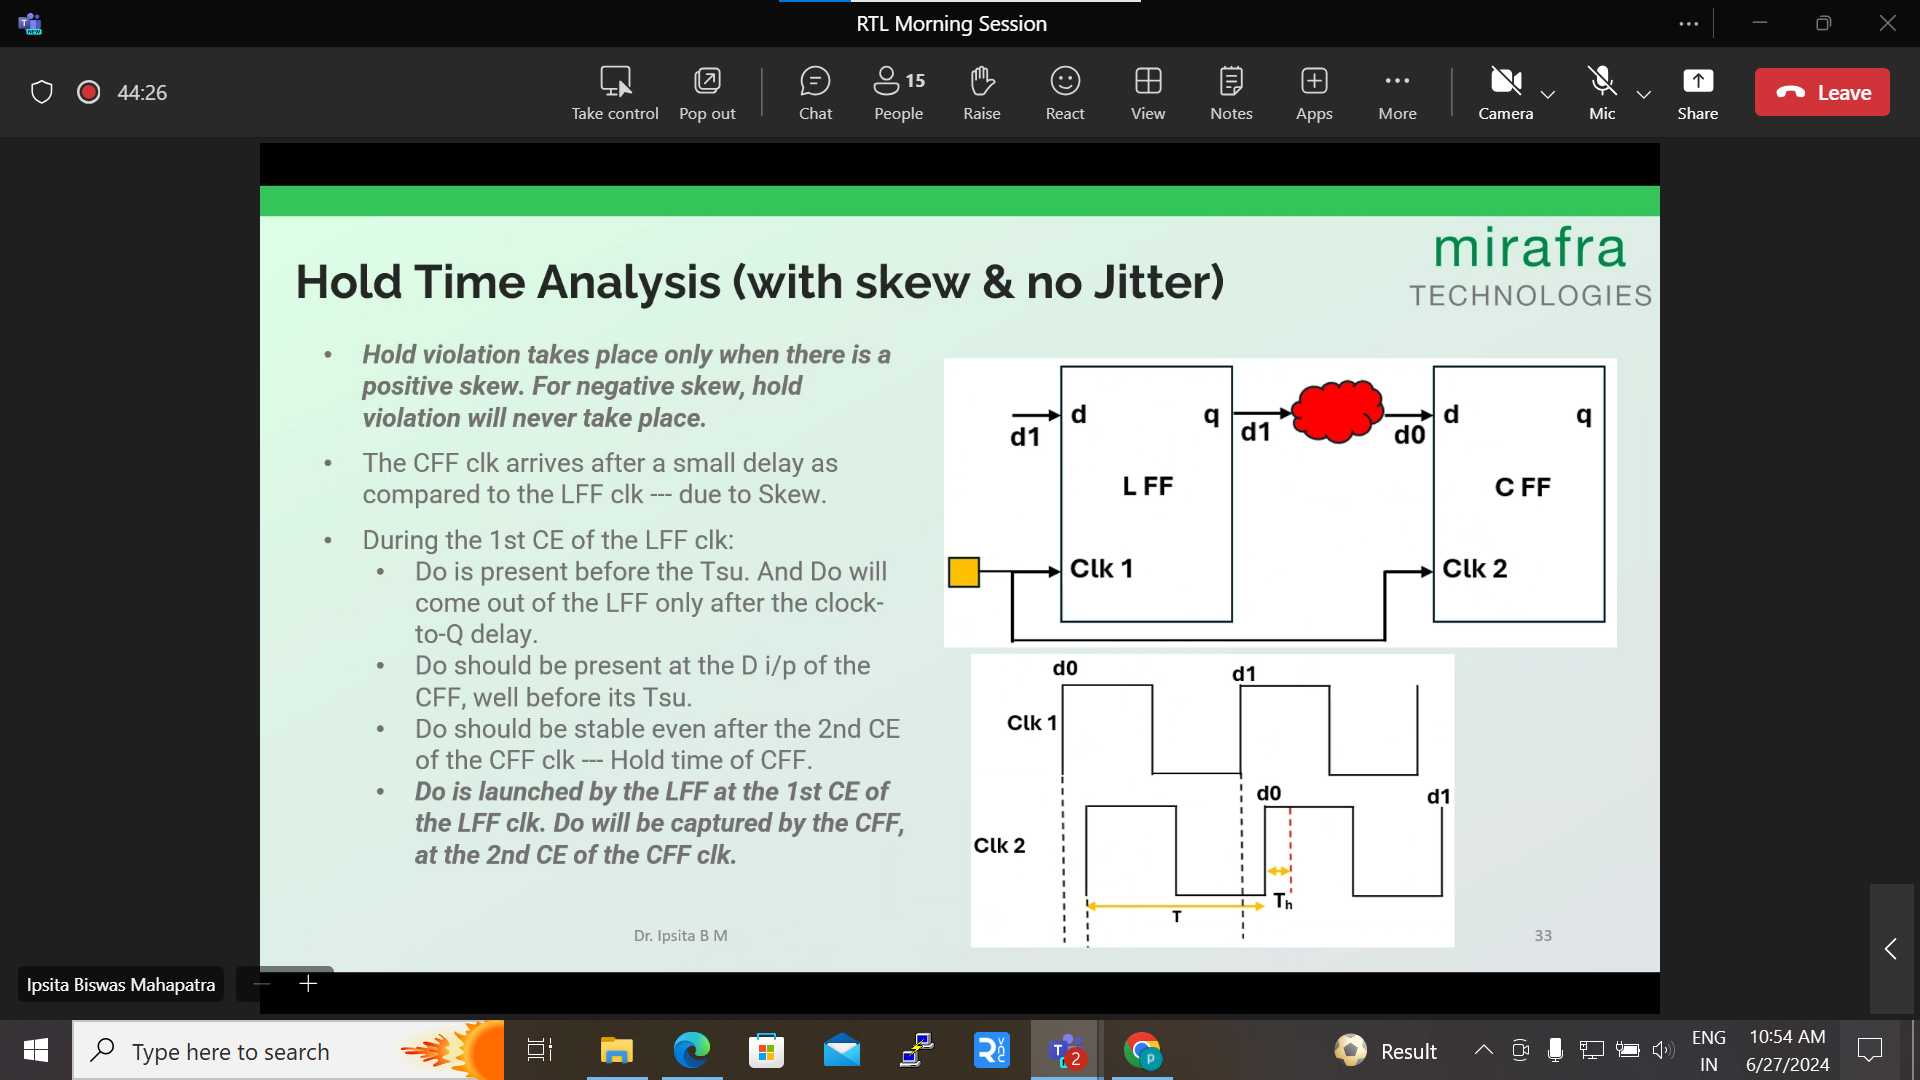 RTL Morning Session
44:26
Take control
Pop out
Chat
15
People
Raise
React
View
Notes
Apps
More
Camera
Mic
Share
Leave
mirafra
TECHNOLOGIES
Hold Time Analysis (with skew & no Jitter)
• Hold violation takes place only when there is a
positive skew. For negative skew, hold
violation will never take place.
• The CFF clk arrives after a small delay as
compared to the LFF clk --- due to Skew.
• During the 1st CE of the LFF clk:
• Do is present before the Tsu. And Do will
come out of the LFF only after the clock-
to-Q delay.
• Do should be present at the D i/p of the
CFF, well before its Tsu.
• Do should be stable even after the 2nd CE
of the CFF clk --- Hold time of CFF.
• Do is launched by the LFF at the 1st CE of
the LFF clk. Do will be captured by the CFF,
at the 2nd CE of the CFF clk.
d q d q
d1 d1 d0
L FF C FF
Clk 1 Clk 2
d0 d1
Clk 1
d0 d1
Clk 2
Th
T
Dr. Ipsita B M
33
Ipsita Biswas Mahapatra
Type here to search
NEW
T
2
p
Result
ENG
IN
10:54 AM
6/27/2024